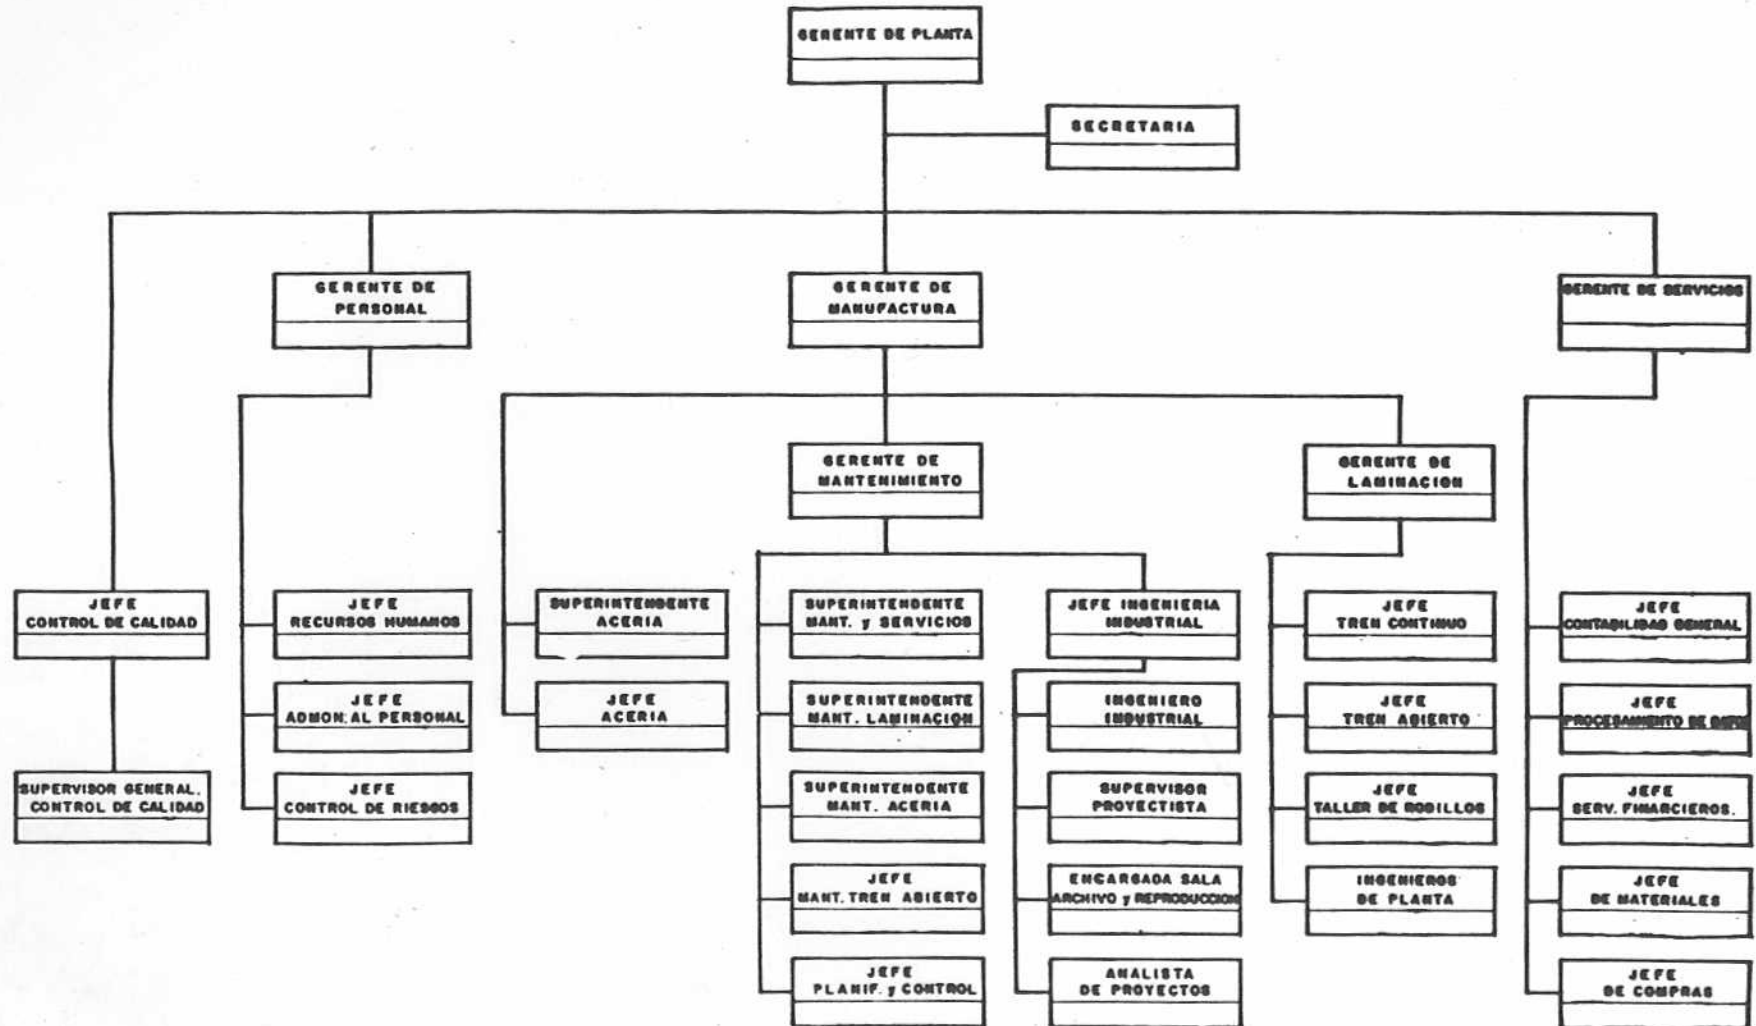 GERENTE DE PLANTA
SECRETARIA
GERENTE DE
PERSONAL
GERENTE DE
MANUFACTURA
GERENTE DE SERVICIOS
GERENTE DE
MANTENIMIENTO
GERENTE DE
LAMINACION
JEFE
CONTROL DE CALIDAD
SUPERVISOR GENERAL.
CONTROL DE CALIDAD
JEFE
RECURSOS HUMANOS
JEFE
ADMON. AL PERSONAL
JEFE
CONTROL DE RIESGOS
SUPERINTENDENTE
ACERIA
JEFE
ACERIA
SUPERINTENDENTE
MANT. y SERVICIOS
SUPERINTENDENTE
MANT. LAMINACION
SUPERINTENDENTE
MANT. ACERIA
JEFE
MANT. TREN ABIERTO
JEFE
PLANIF. y CONTROL
JEFE INGENIERIA
INDUSTRIAL
INGENIERO
INDUSTRIAL
SUPERVISOR
PROYECTISTA
ENCARGADA SALA
ARCHIVO y REPRODUCCION
ANALISTA
DE PROYECTOS
JEFE
TREN CONTINUO
JEFE
TREN ABIERTO
JEFE
TALLER DE RODILLOS
INGENIEROS
DE PLANTA
JEFE
CONTABILIDAD GENERAL
JEFE
PROCESAMIENTO DE DATOS
JEFE
SERV. FINANCIEROS.
JEFE
DE MATERIALES
JEFE
DE COMPRAS